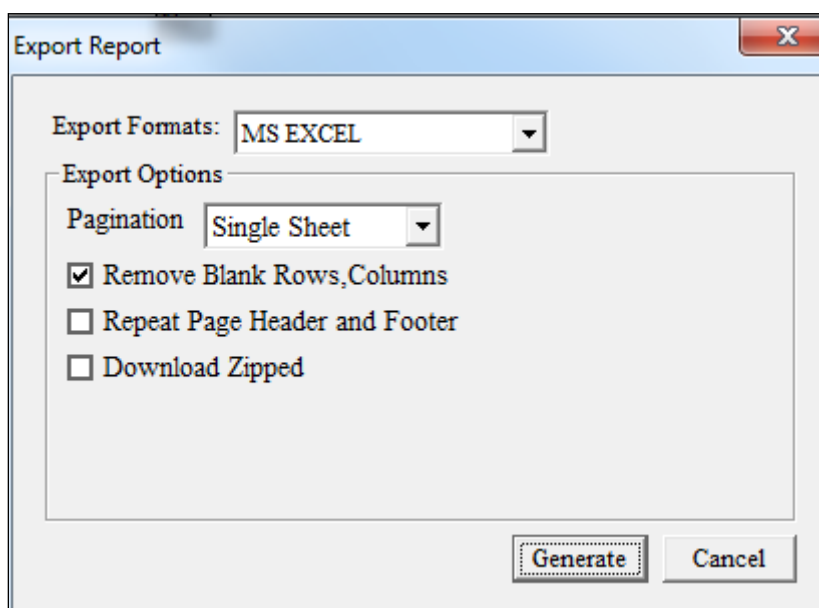 Export Report
Export Formats: MS EXCEL
Export Options
Pagination Single Sheet
Remove Blank Rows,Columns
Repeat Page Header and Footer
Download Zipped
Generate Cancel